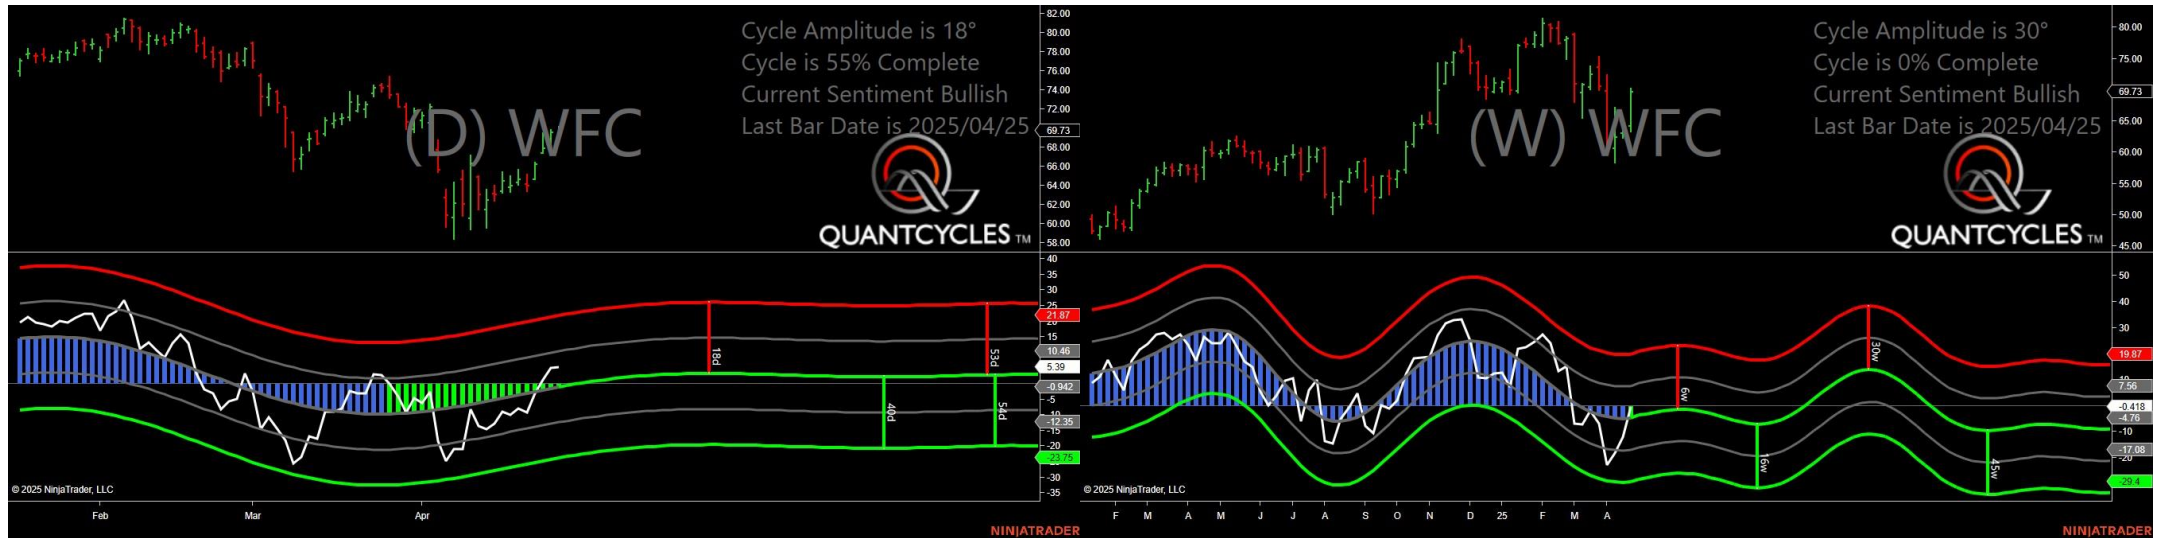 Cycle Amplitude is 18°
Cycle is 55% Complete
Current Sentiment Bullish
Last Bar Date is 2025/04/25
(D) WFC
QUANTCYCLES TM
82.00
80.00
78.00
76.00
74.00
72.00
69.73
68.00
66.00
64.00
62.00
60.00
58.00
40
35
30
25
21.87
15
10.46
5.39
-0.942
-5
-10
-12.35
-15
-20
-23.75
-30
-35
18d
53d
40d
54d
© 2025 NinjaTrader, LLC
Feb
Mar
Apr
NINJATRADER
Cycle Amplitude is 30°
Cycle is 0% Complete
Current Sentiment Bullish
Last Bar Date is 2025/04/25
(W) WFC
QUANTCYCLES TM
80.00
75.00
69.73
65.00
60.00
55.00
50.00
45.00
50
40
30
19.87
10
7.56
-0.418
-4.76
-10
-17.08
-20
-29.4
6w
30w
16w
45w
© 2025 NinjaTrader, LLC
F
M
A
M
J
J
A
S
O
N
D
25
F
M
A
NINJATRADER